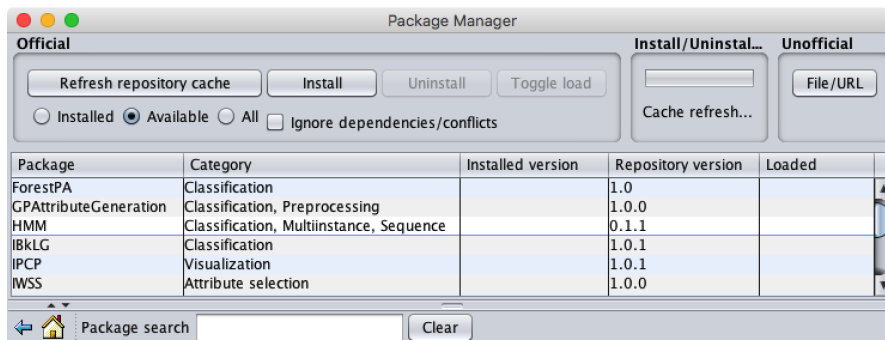 Package Manager
Official Install/Uninstal... Unofficial
Refresh repository cache Install Uninstall Toggle load File/URL
Installed Available All Ignore dependencies/conflicts Cache refresh...
Package Category Installed version Repository version Loaded
ForestPA Classification 1.0
GPAttributeGeneration Classification, Preprocessing 1.0.0
HMM Classification, Multiinstance, Sequence 0.1.1
IBkLG Classification 1.0.1
IPCP Visualization 1.0.1
IWSS Attribute selection 1.0.0
Package search Clear